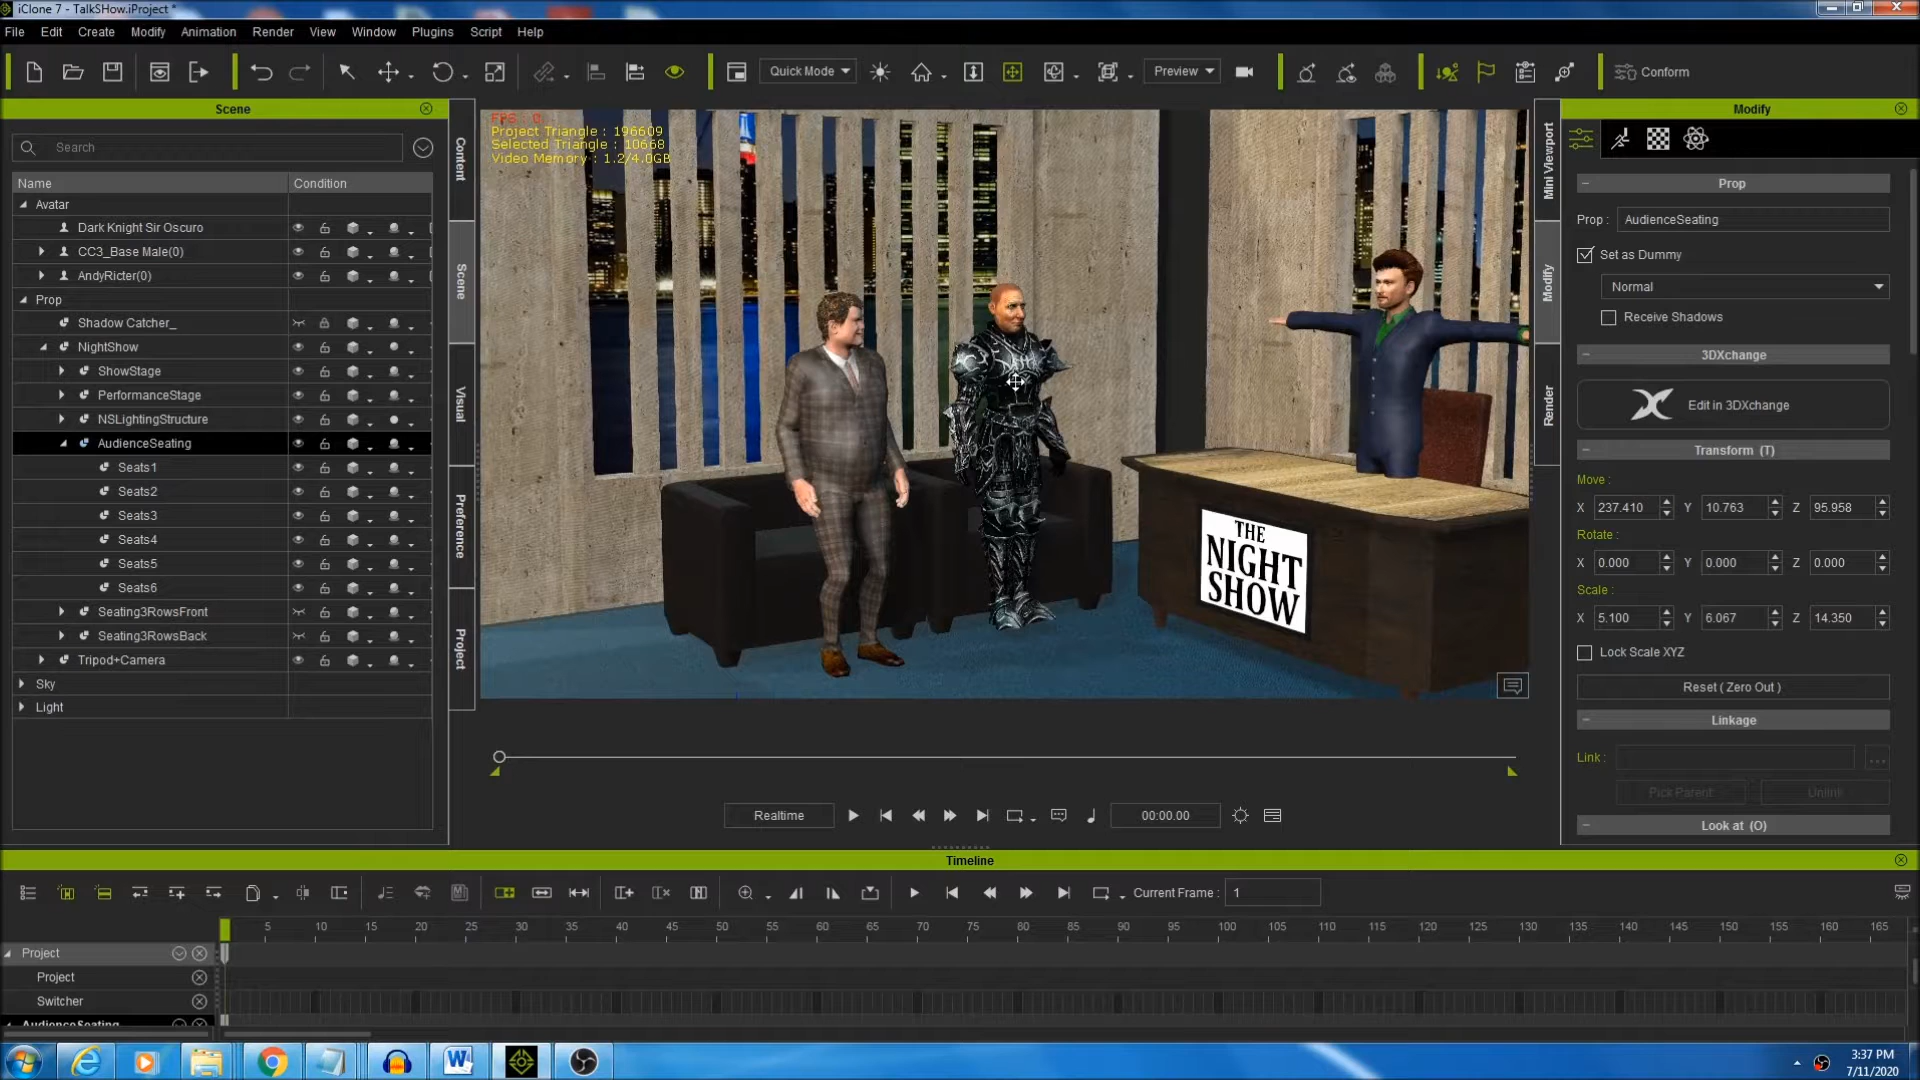 iClone 7 - TalkSHow.iProject *
File Edit Create Modify Animation Render View Window Plugins Script Help
Quick Mode
Preview
Conform
Scene
Search
Name Condition
Avatar
Dark Knight Sir Oscuro
CC3_Base Male(0)
AndyRicter(0)
Prop
Shadow Catcher_
NightShow
ShowStage
PerformanceStage
NSLightingStructure
AudienceSeating
Seats1
Seats2
Seats3
Seats4
Seats5
Seats6
Seating3RowsFront
Seating3RowsBack
Tripod+Camera
Sky
Light
Content
Scene
Visual
Preference
Project
FPS : 0
Project Triangle : 196609
Selected Triangle : 10668
Video Memory : 1.2/4.0GB
THE
NIGHT
SHOW
Mini Viewport
Modify
Render
Modify
Prop
Prop : AudienceSeating
Set as Dummy
Normal
Receive Shadows
3DXchange
Edit in 3DXchange
Transform (T)
Move :
X 237.410 Y 10.763 Z 95.958
Rotate :
X 0.000 Y 0.000 Z 0.000
Scale :
X 5.100 Y 6.067 Z 14.350
Lock Scale XYZ
Reset ( Zero Out )
Linkage
Link :
...
Pick Parent Unlink
Look at (O)
Realtime 00:00.00
Timeline
Current Frame : 1
5 10 15 20 25 30 35 40 45 50 55 60 65 70 75 80 85 90 95 100 105 110 115 120 125 130 135 140 145 150 155 160 165
Project
Project
Switcher
AudienceSeating
3:37 PM
7/11/2020